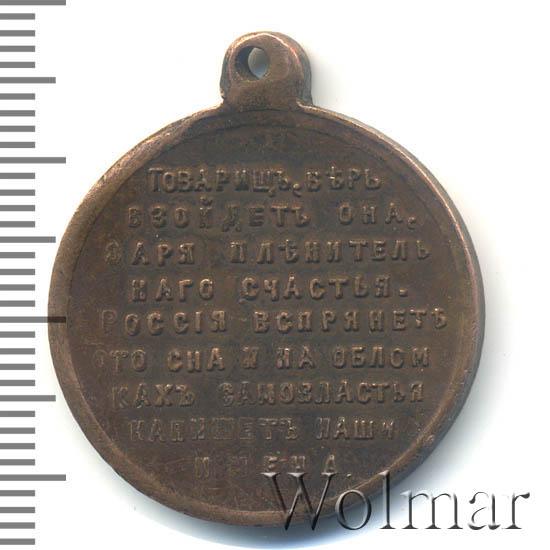 ТОВАРИЩЪ, ВѢРЬ
ВЗОЙДЕТЪ ОНА,
ЗАРЯ ПЛѢНИТЕЛЬ
НАГО СЧАСТЬЯ.
РОССІЯ ВСПРЯНЕТЪ
ОТО СНА И НА ОБЛОМ
КАХЪ САМОВЛАСТЬЯ
НАПИШЕТЪ НАШИ
ИМЕНА.
Wolmar